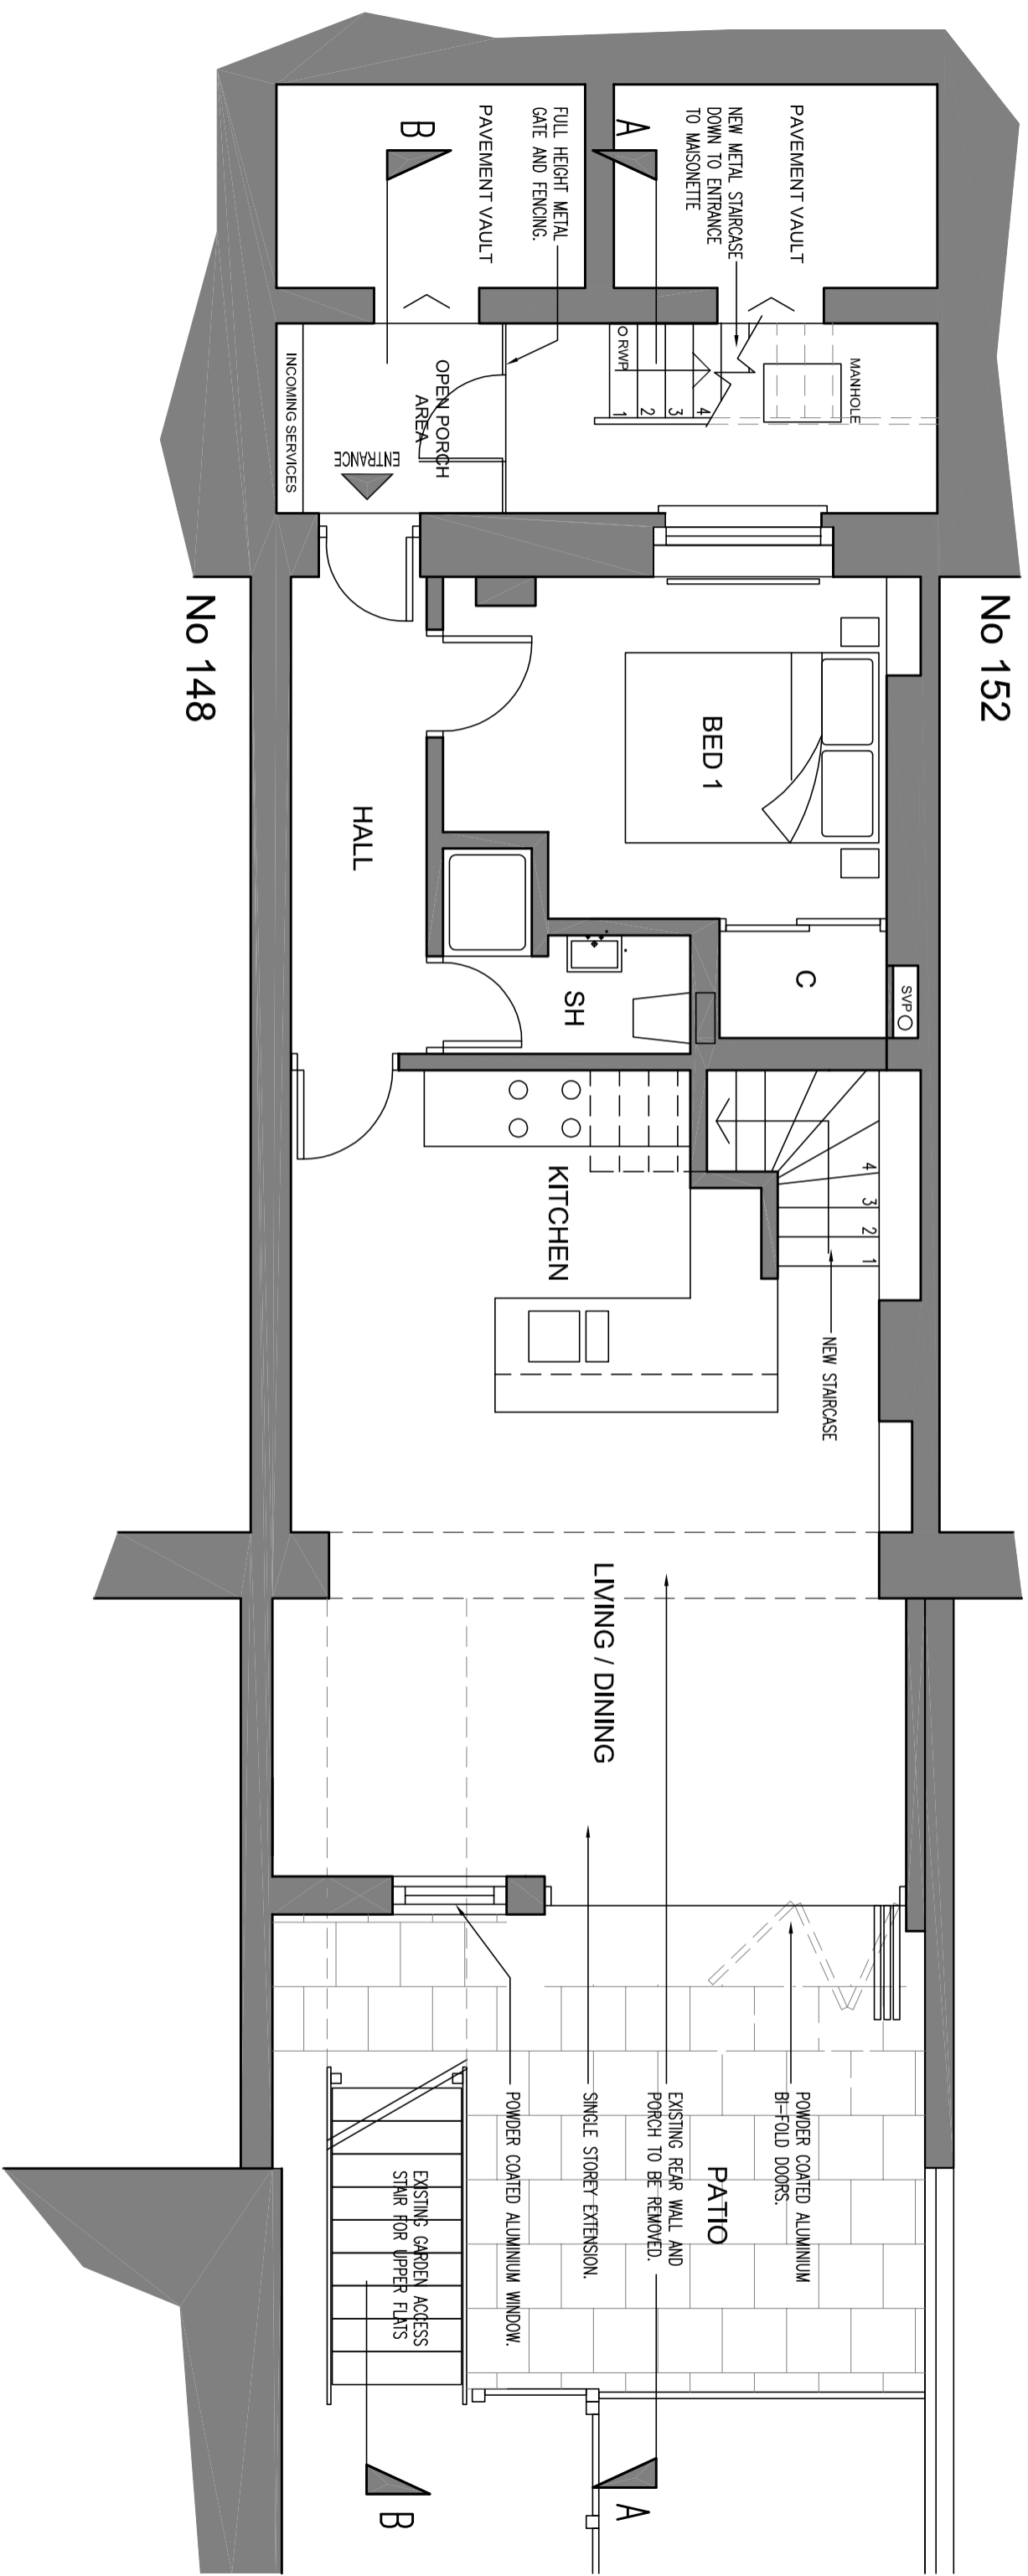 No 152
No 148
PAVEMENT VAULT
NEW METAL STAIRCASE
DOWN TO ENTRANCE
TO MAISONETTE
A
FULL HEIGHT METAL
GATE AND FENCING.
PAVEMENT VAULT
B
MANHOLE
RWP
1
2
3
4
OPEN PORCH
AREA
ENTRANCE
INCOMING SERVICES
BED 1
HALL
C
SVP
SH
KITCHEN
4
3
2
1
NEW STAIRCASE
LIVING / DINING
POWDER COATED ALUMINIUM
BI-FOLD DOORS.
PATIO
EXISTING REAR WALL AND
PORCH TO BE REMOVED.
SINGLE STOREY EXTENSION.
POWDER COATED ALUMINIUM WINDOW.
EXISTING GARDEN ACCESS
STAIR FOR UPPER FLATS
A
B